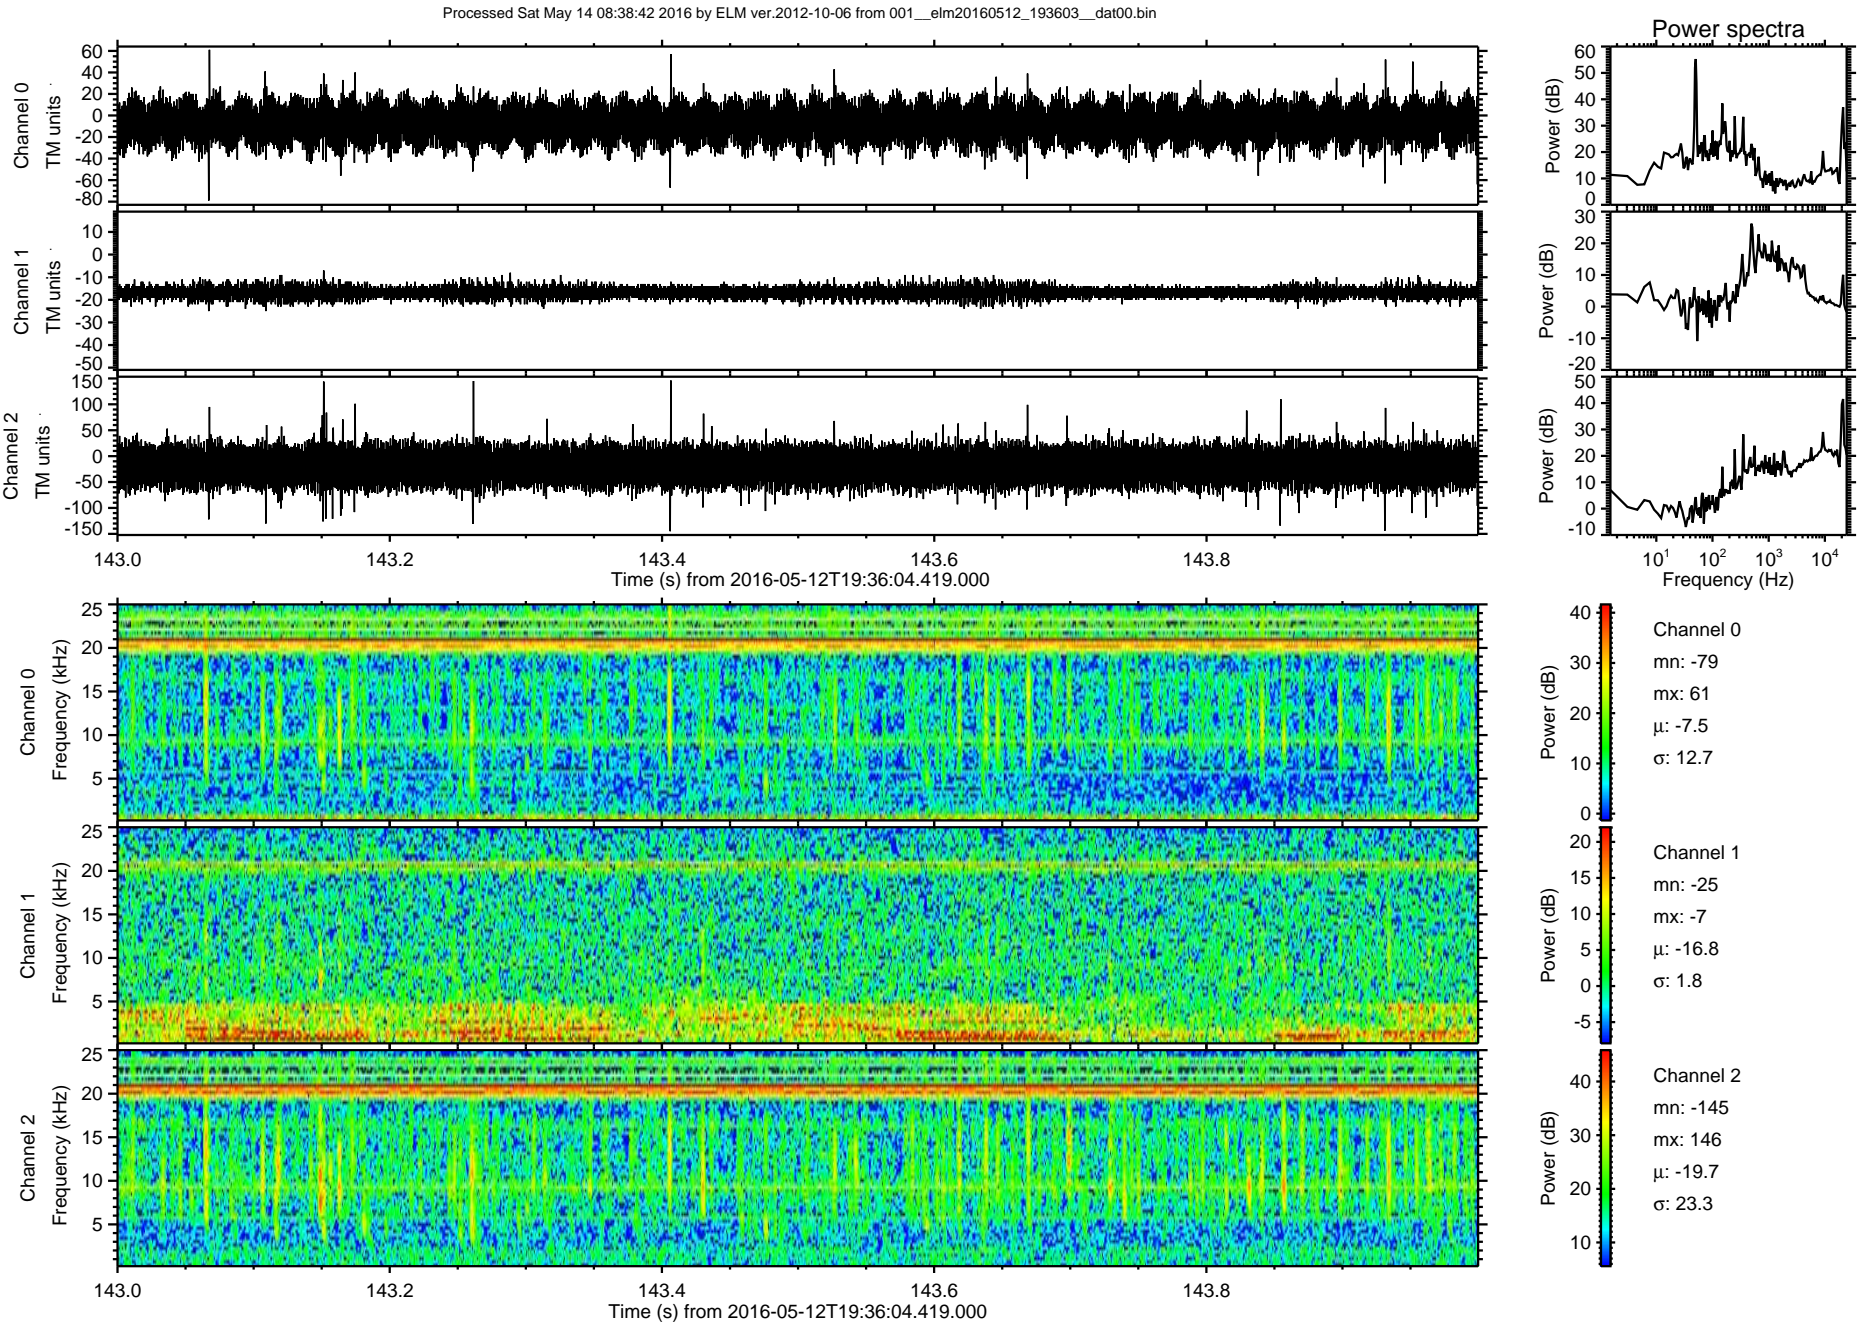 Processed Sat May 14 08:38:42 2016 by ELM ver.2012-10-06 from 001__elm20160512_193603__dat00.bin
Power spectra
Channel 0
TM units
60
40
20
0
-20
-40
-60
-80
Power (dB)
60
50
40
30
20
10
0
Channel 1
TM units
10
0
-10
-20
-30
-40
-50
Power (dB)
30
20
10
0
-10
-20
Channel 2
TM units
150
100
50
0
-50
-100
-150
Power (dB)
50
40
30
20
10
0
-10
143.0 143.2 143.4 143.6 143.8
Time (s) from 2016-05-12T19:36:04.419.000
10¹ 10² 10³ 10⁴
Frequency (Hz)
Channel 0
Frequency (kHz)
25
20
15
10
5
Power (dB)
40
30
20
10
0
Channel 0
mn: -79
mx: 61
μ: -7.5
σ: 12.7
Channel 1
Frequency (kHz)
25
20
15
10
5
Power (dB)
20
15
10
5
0
-5
Channel 1
mn: -25
mx: -7
μ: -16.8
σ: 1.8
Channel 2
Frequency (kHz)
25
20
15
10
5
Power (dB)
40
30
20
10
Channel 2
mn: -145
mx: 146
μ: -19.7
σ: 23.3
143.0 143.2 143.4 143.6 143.8
Time (s) from 2016-05-12T19:36:04.419.000